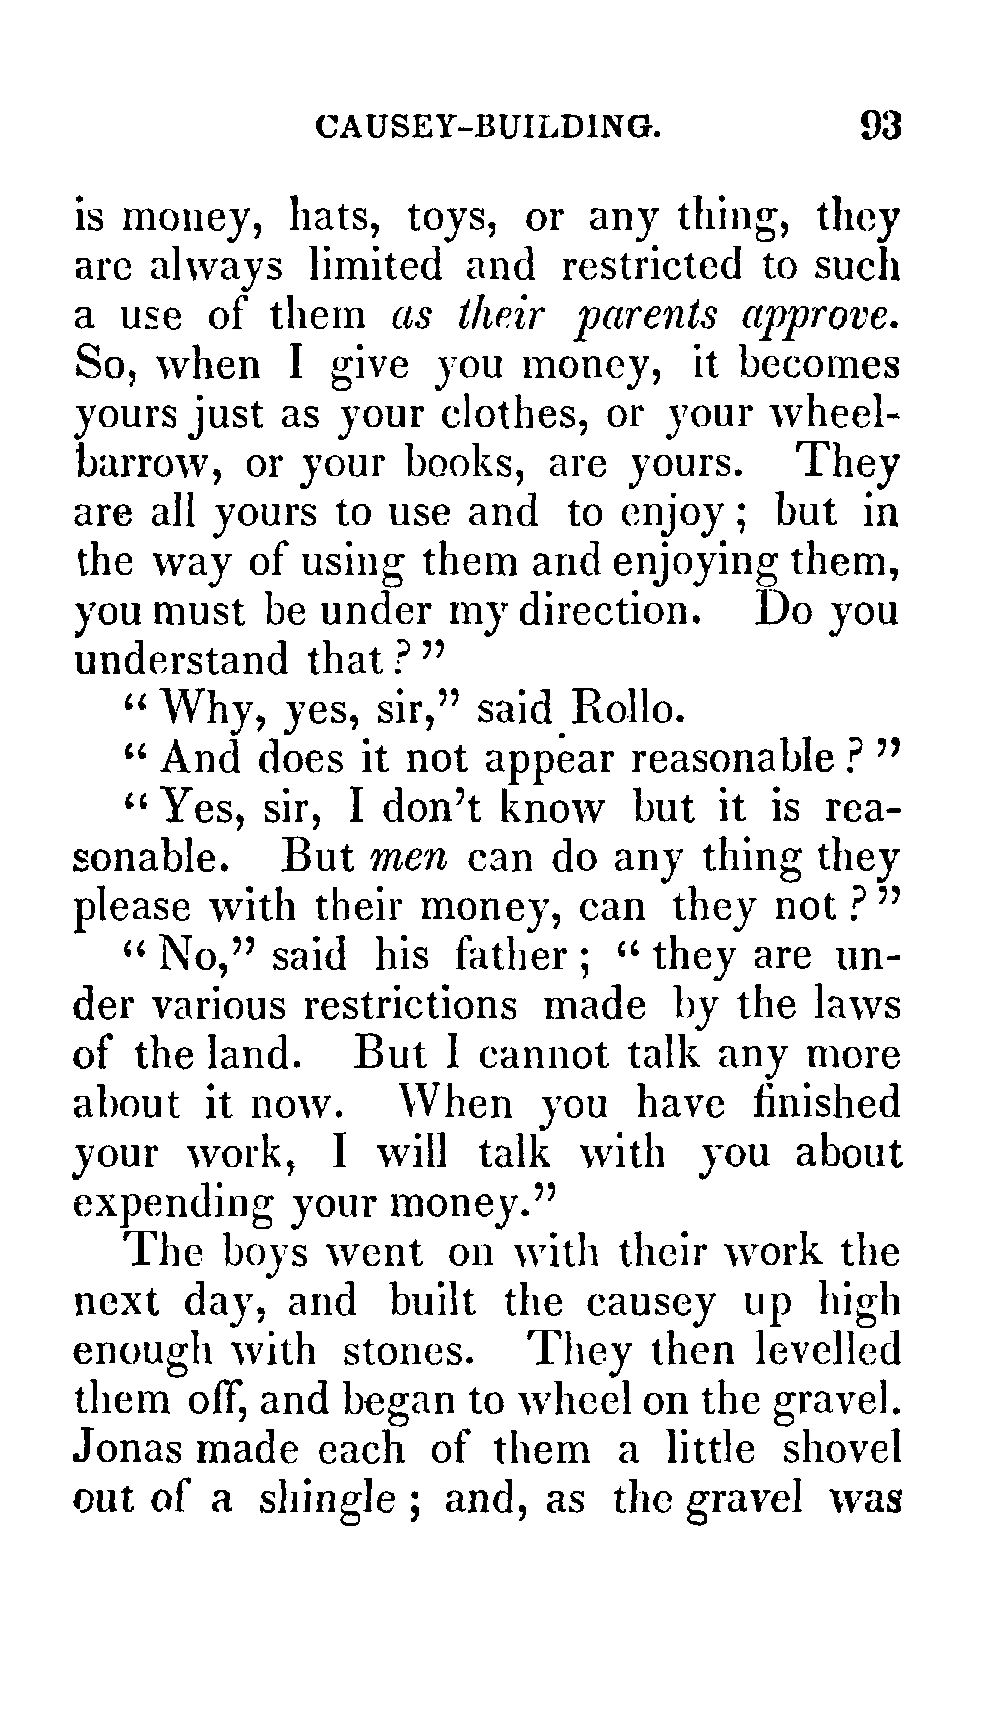 CAUSEY-BUILDING. 93
is money, hats, toys, or any thing, they
are always limited and restricted to such
a use of them as their parents approve.
So, when I give you money, it becomes
yours just as your clothes, or your wheel-
barrow, or your books, are yours. They
are all yours to use and to enjoy; but in
the way of using them and enjoying them,
you must be under my direction. Do you
understand that?"
"Why, yes, sir," said Rollo.
"And does it not appear reasonable?"
"Yes, sir, I don't know but it is rea-
sonable. But men can do any thing they
please with their money, can they not?"
"No," said his father; "they are un-
der various restrictions made by the laws
of the land. But I cannot talk any more
about it now. When you have finished
your work, I will talk with you about
expending your money."
The boys went on with their work the
next day, and built the causey up high
enough with stones. They then levelled
them off, and began to wheel on the gravel.
Jonas made each of them a little shovel
out of a shingle; and, as the gravel was